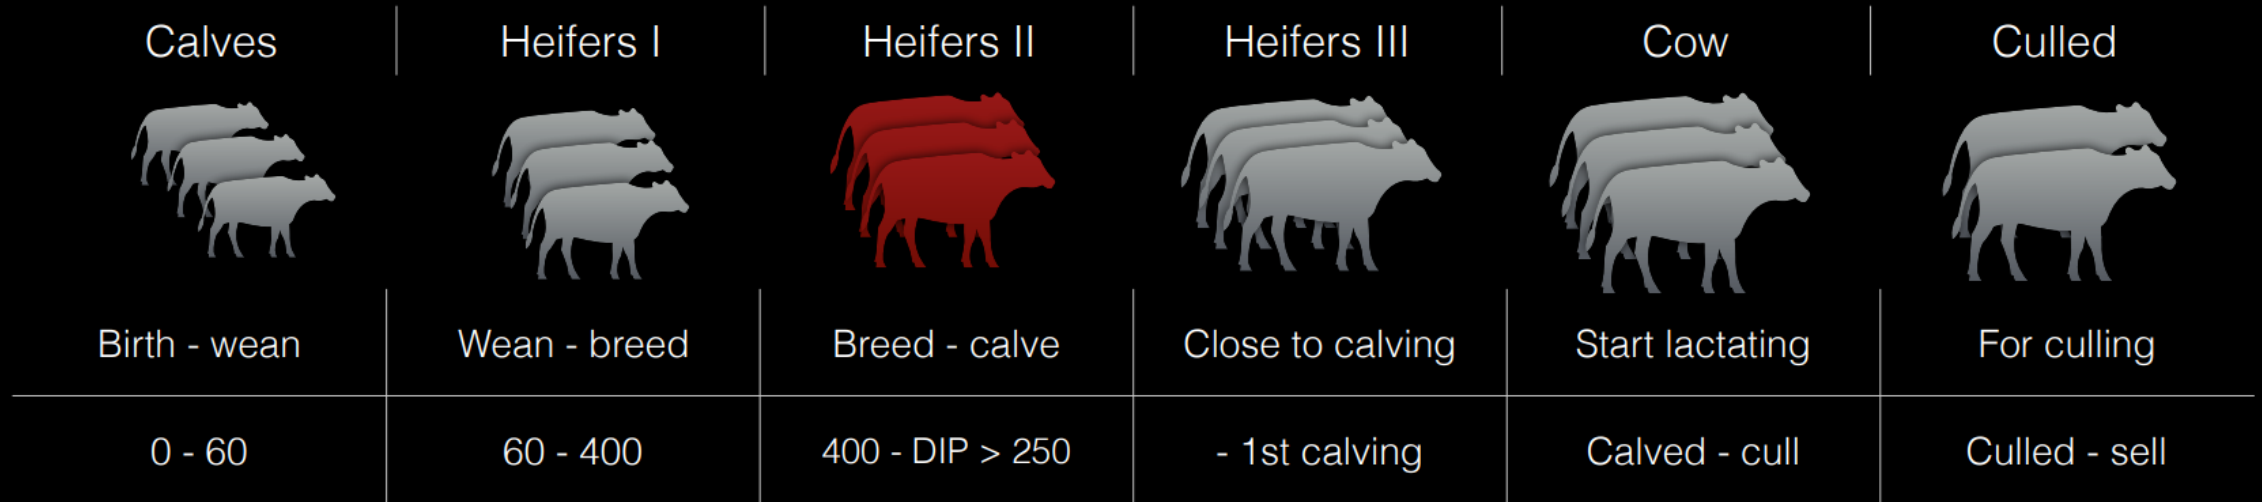 Calves
Heifers I
Heifers II
Heifers III
Cow
Culled
Birth - wean
Wean - breed
Breed - calve
Close to calving
Start lactating
For culling
0 - 60
60 - 400
400 - DIP > 250
- 1st calving
Calved - cull
Culled - sell